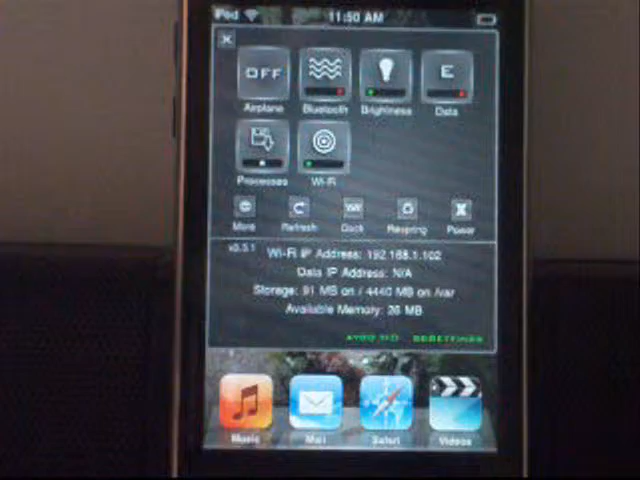 iPod 11:50 AM
OFF E
Airplane Bluetooth Brightness Data
Processes Wi-Fi
More Refresh Dock Respring Power
v0.3.1
Wi-Fi IP Address: 192.168.1.102
Data IP Address: N/A
Storage: 91 MB on / 4440 MB on /var
Available Memory: 26 MB
Music Mail Safari Videos